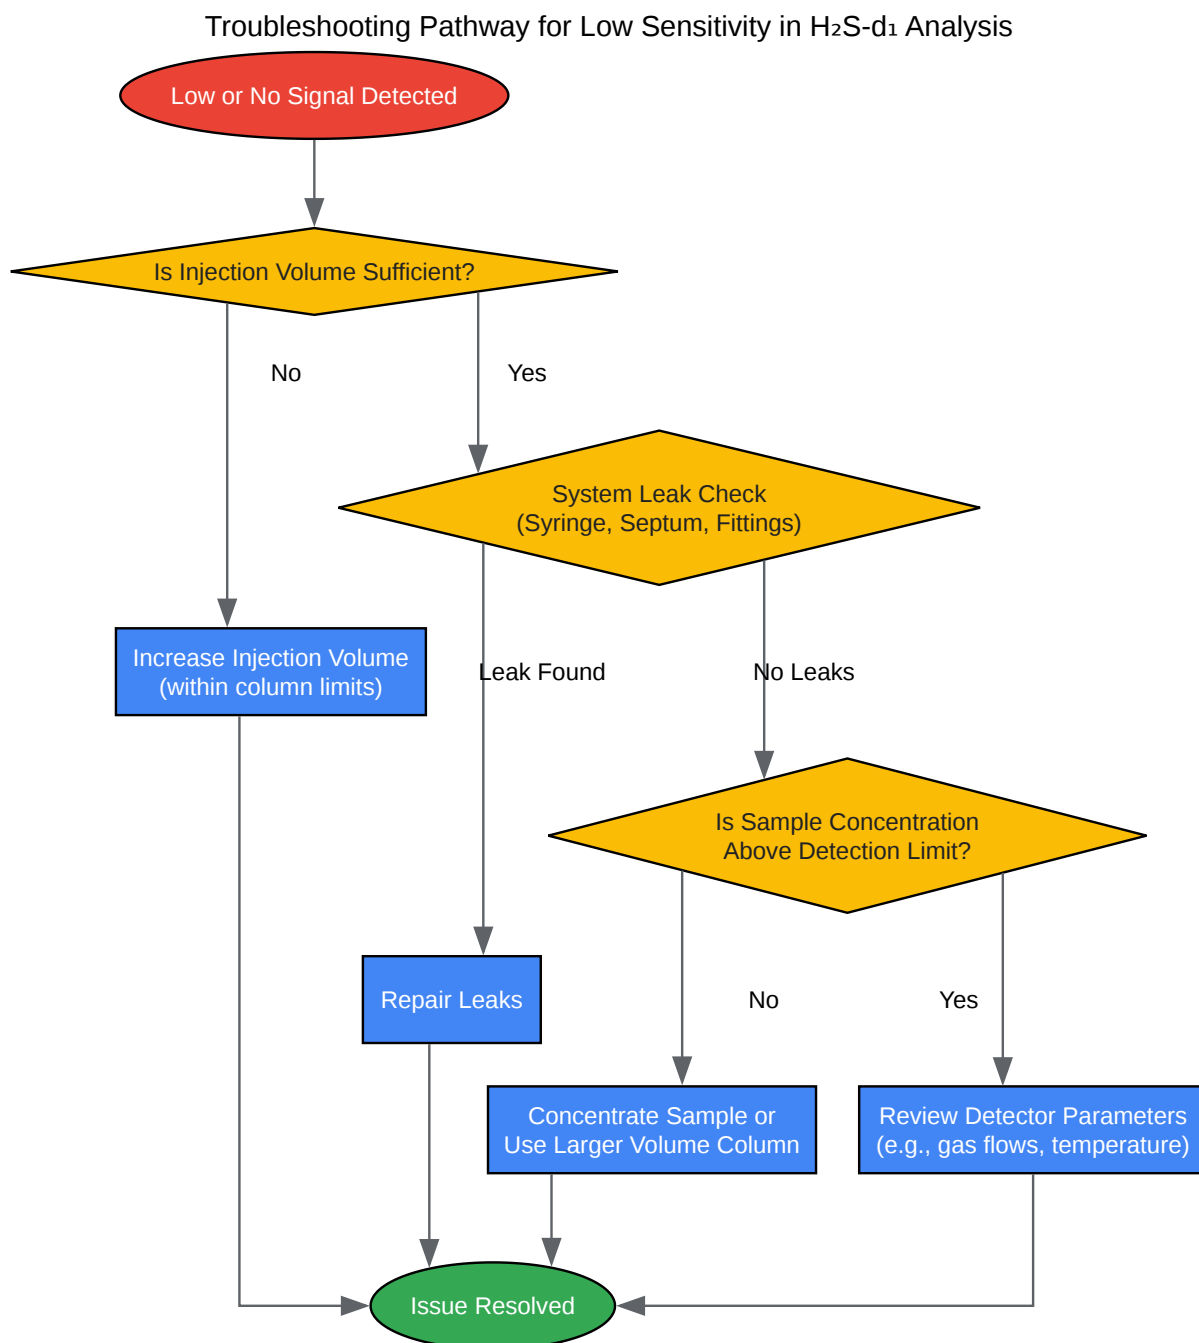 Troubleshooting Pathway for Low Sensitivity in H₂S-d₁ Analysis
Low or No Signal Detected
Is Injection Volume Sufficient?
No
Yes
System Leak Check
(Syringe, Septum, Fittings)
Increase Injection Volume
(within column limits)
Leak Found
No Leaks
Is Sample Concentration
Above Detection Limit?
Repair Leaks
No
Yes
Concentrate Sample or
Use Larger Volume Column
Review Detector Parameters
(e.g., gas flows, temperature)
Issue Resolved